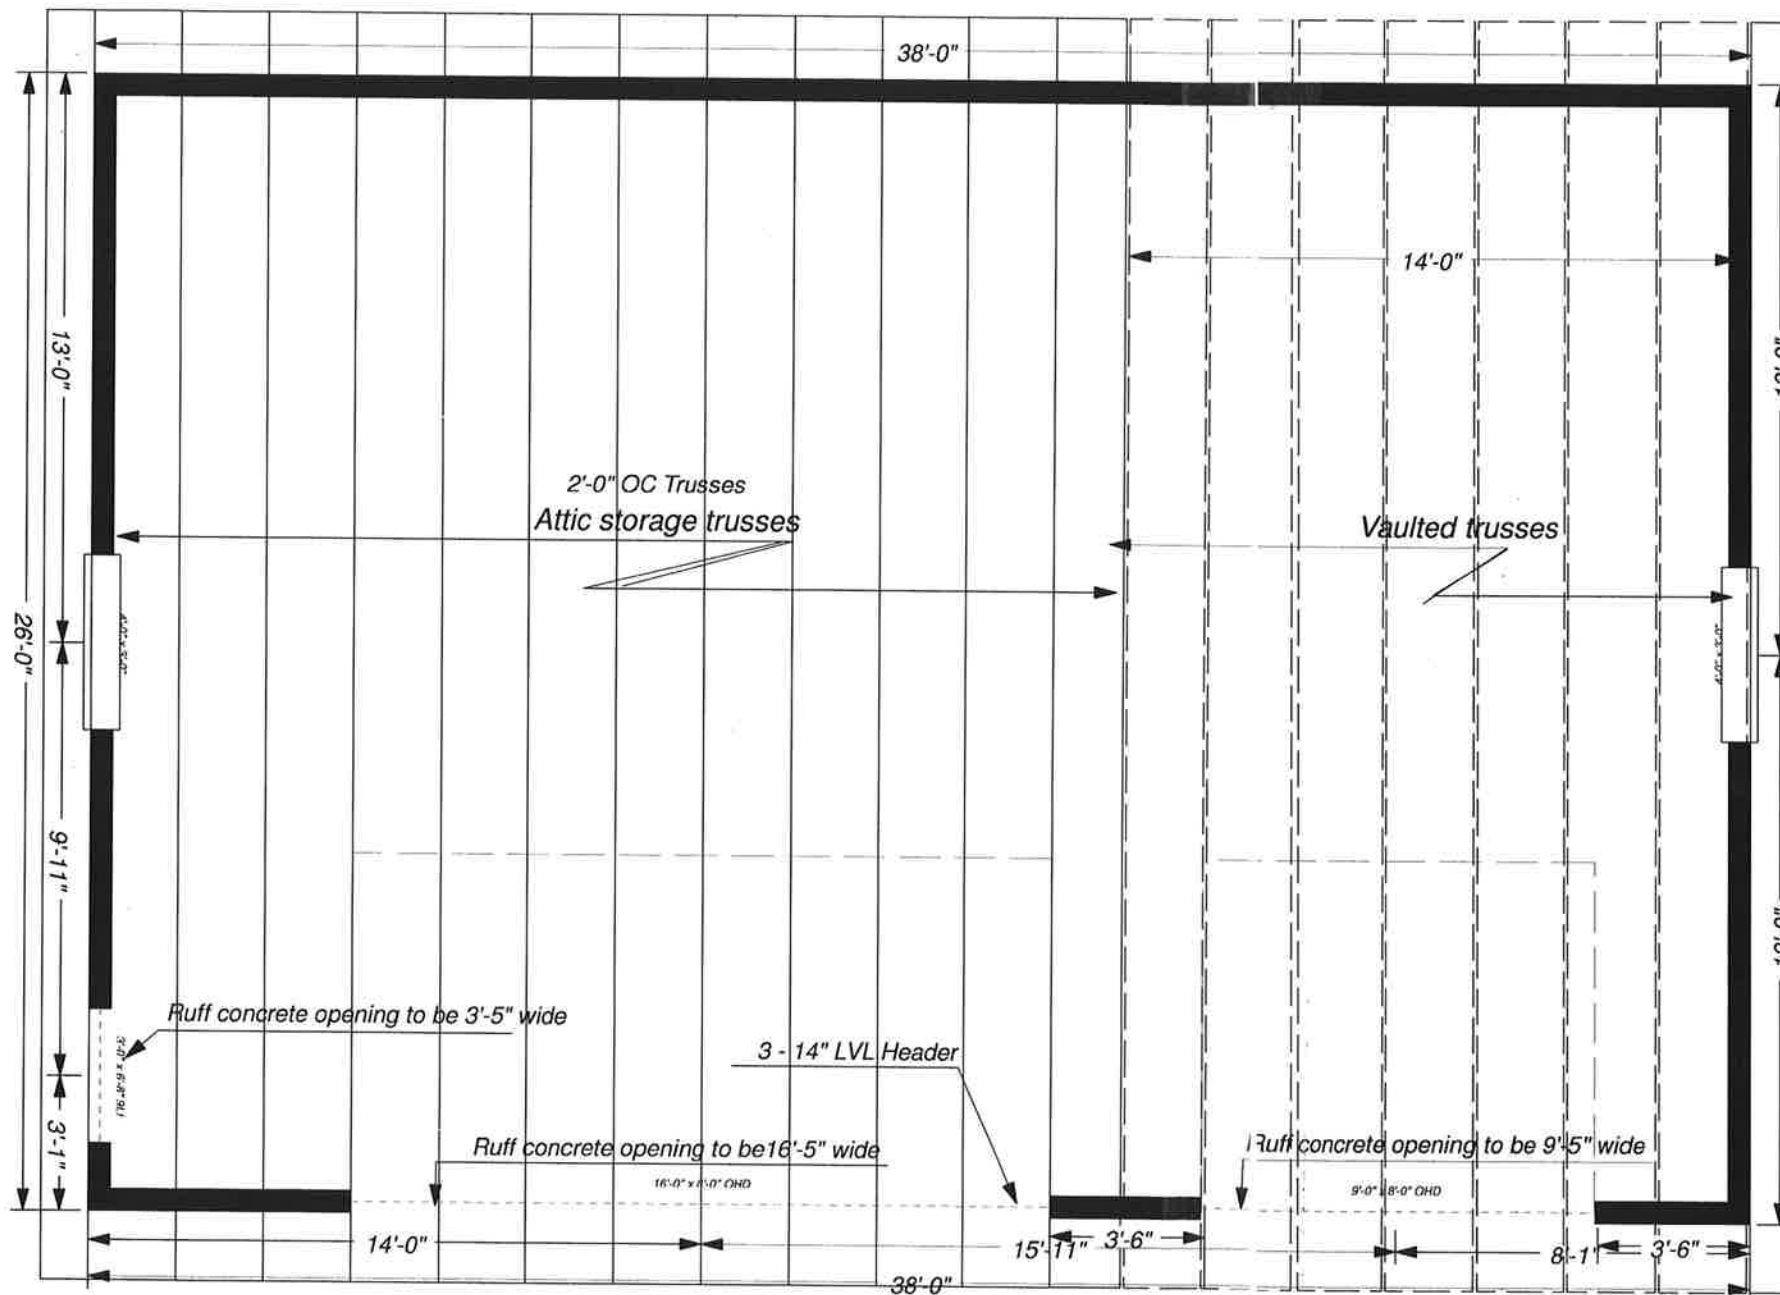 38'-0"
14'-0"
13'-0"
2'-0" OC Trusses
Attic storage trusses
Vaulted trusses
26'-0"
4'-0" x 3'-0"
9'-11"
Ruff concrete opening to be 3'-5" wide
3 - 14" LVL Header
3'-1"
Ruff concrete opening to be16'-5" wide
Ruff concrete opening to be 9'-5" wide
9'-0" x 8'-0" OHD
14'-0"
15'-11"
3'-6"
8'-1"
3'-6"
38'-0"